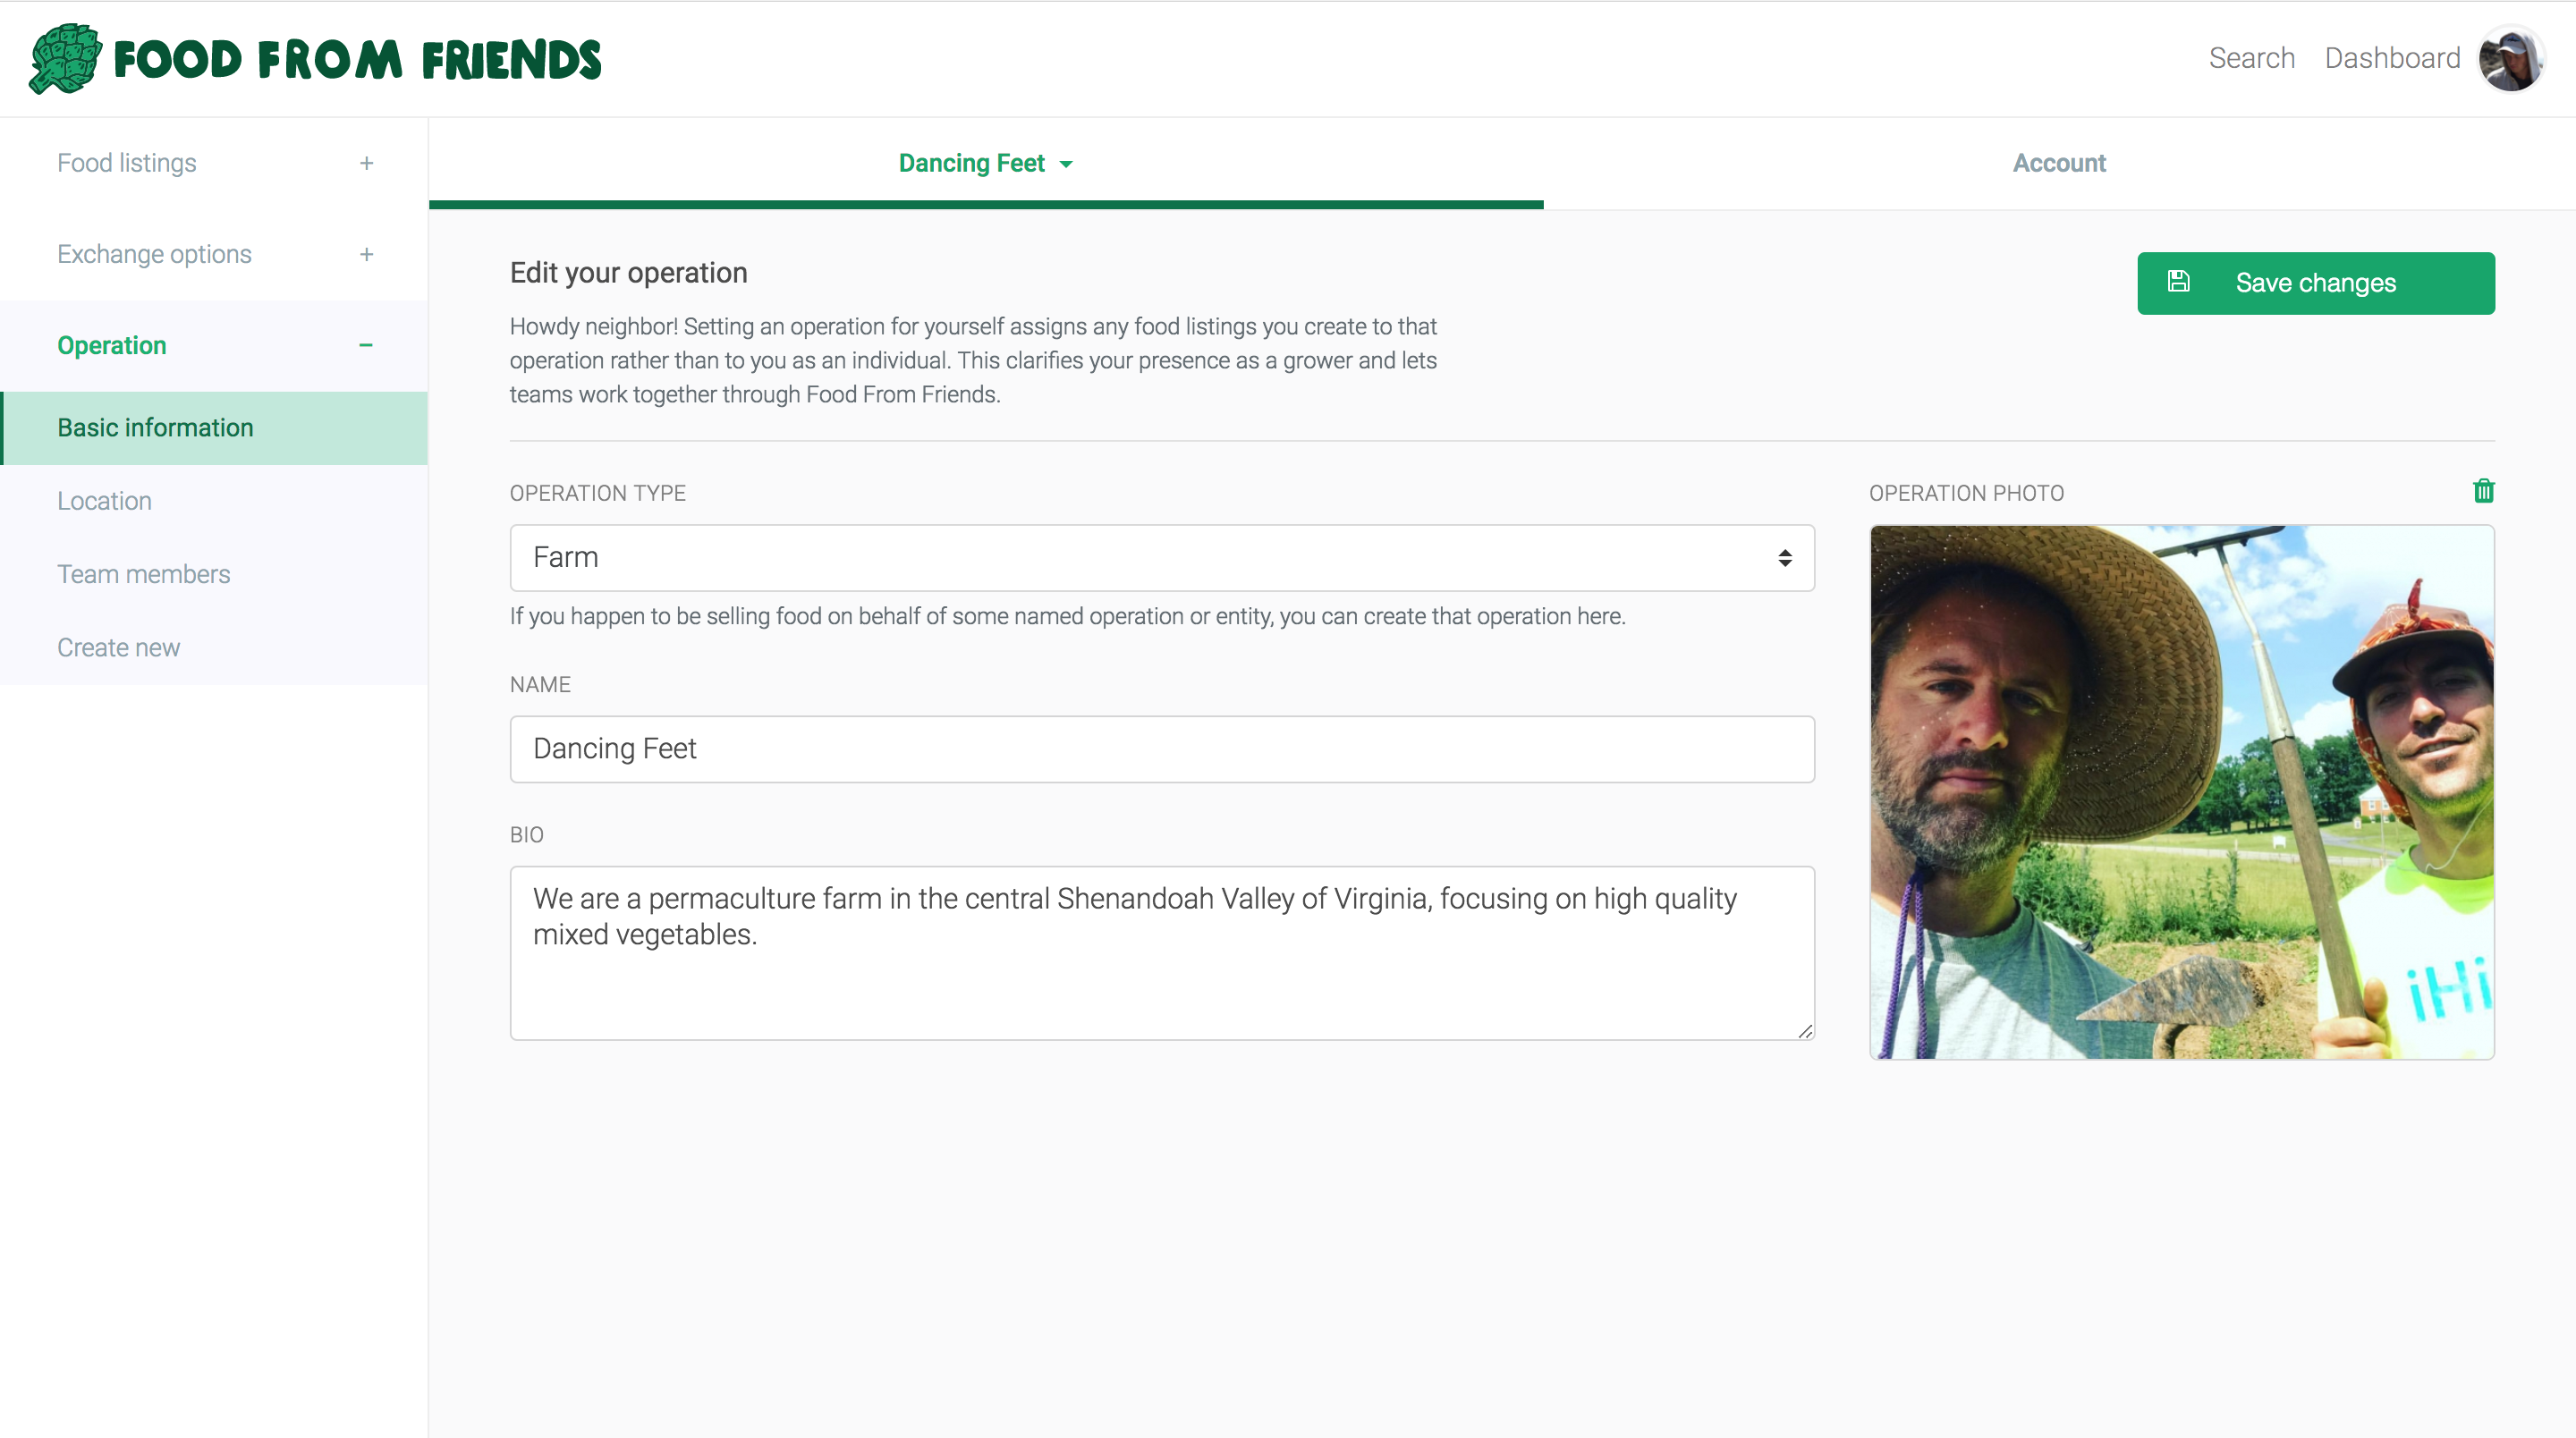 FOOD FROM FRIENDS
Search
Dashboard
Food listings
Exchange options
Operation
Basic information
Location
Team members
Create new
Dancing Feet
Account
Edit your operation
Save changes
Howdy neighbor! Setting an operation for yourself assigns any food listings you create to that
operation rather than to you as an individual. This clarifies your presence as a grower and lets
teams work together through Food From Friends.
OPERATION TYPE
Farm
If you happen to be selling food on behalf of some named operation or entity, you can create that operation here.
NAME
Dancing Feet
BIO
We are a permaculture farm in the central Shenandoah Valley of Virginia, focusing on high quality
mixed vegetables.
OPERATION PHOTO
iHi